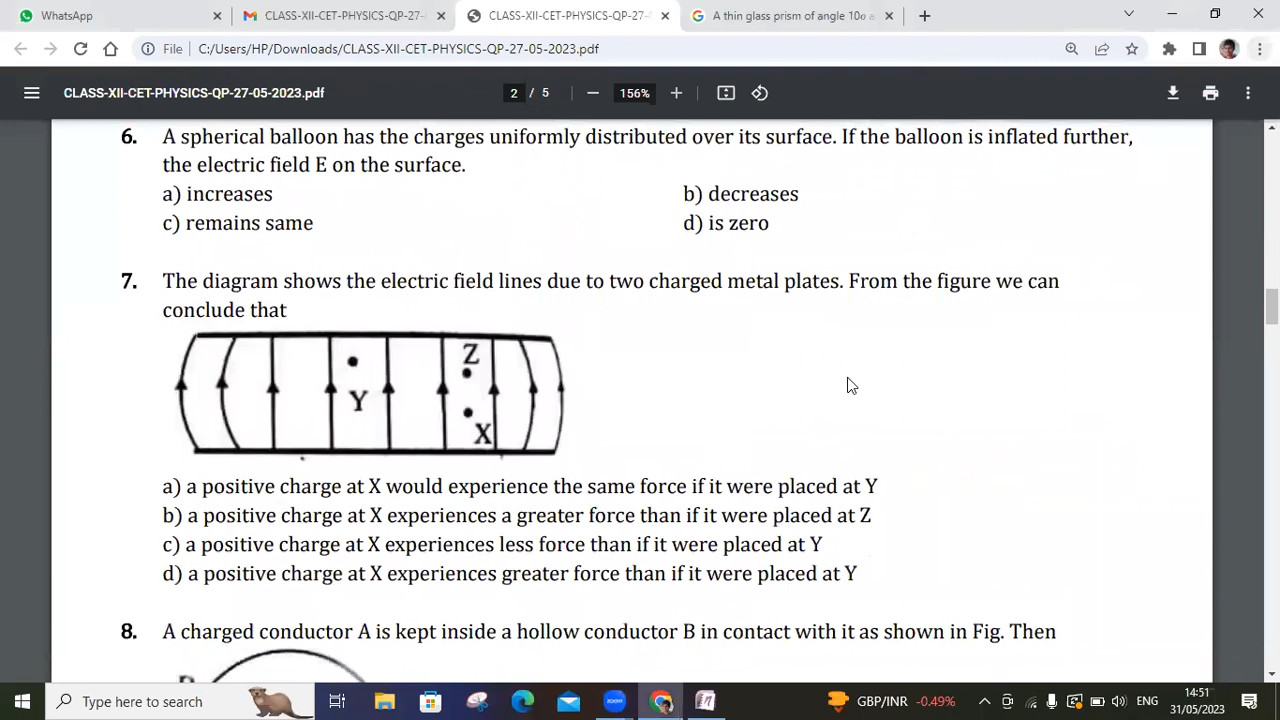 WhatsApp
CLASS-XII-CET-PHYSICS-QP-27-05-
CLASS-XII-CET-PHYSICS-QP-27-
A thin glass prism of angle 10o a
File
C:/Users/HP/Downloads/CLASS-XII-CET-PHYSICS-QP-27-05-2023.pdf
CLASS-XII-CET-PHYSICS-QP-27-05-2023.pdf
2 / 5
156%
6. A spherical balloon has the charges uniformly distributed over its surface. If the balloon is inflated further,
the electric field E on the surface.
a) increases
b) decreases
c) remains same
d) is zero
7. The diagram shows the electric field lines due to two charged metal plates. From the figure we can
conclude that
Z
Y
X
a) a positive charge at X would experience the same force if it were placed at Y
b) a positive charge at X experiences a greater force than if it were placed at Z
c) a positive charge at X experiences less force than if it were placed at Y
d) a positive charge at X experiences greater force than if it were placed at Y
8. A charged conductor A is kept inside a hollow conductor B in contact with it as shown in Fig. Then
Type here to search
zoom
GBP/INR -0.49%
ENG
14:51
31/05/2023